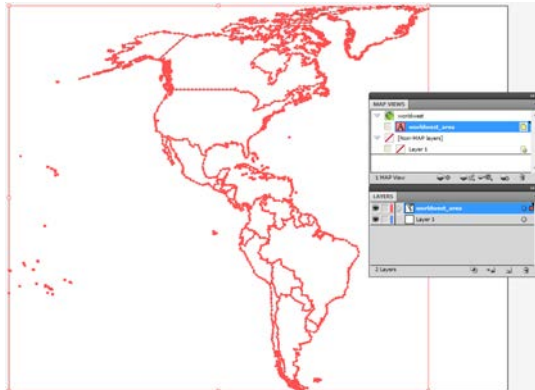 MAP VIEWS
worldwest
worldwest_area
[Non-MAP layers]
Layer 1
1 MAP View
LAYERS
worldwest_area
Layer 1
2 Layers